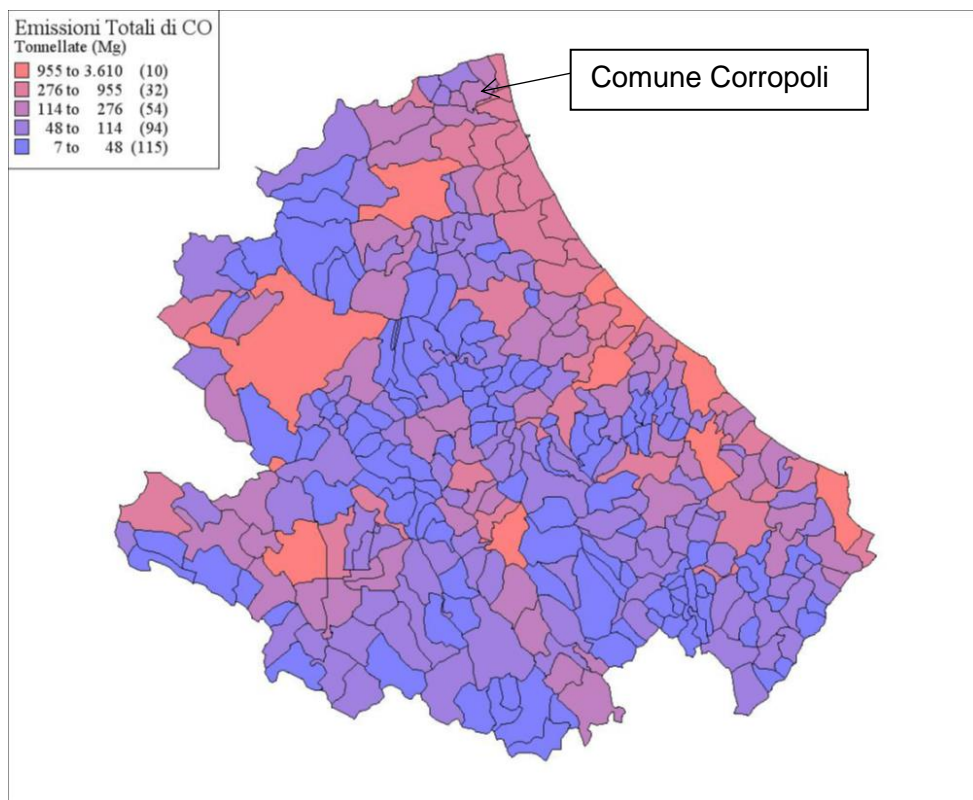 Emissioni Totali di CO
Tonnellate (Mg)
955 to 3.610 (10)
276 to 955 (32)
114 to 276 (54)
48 to 114 (94)
7 to 48 (115)
Comune Corropoli